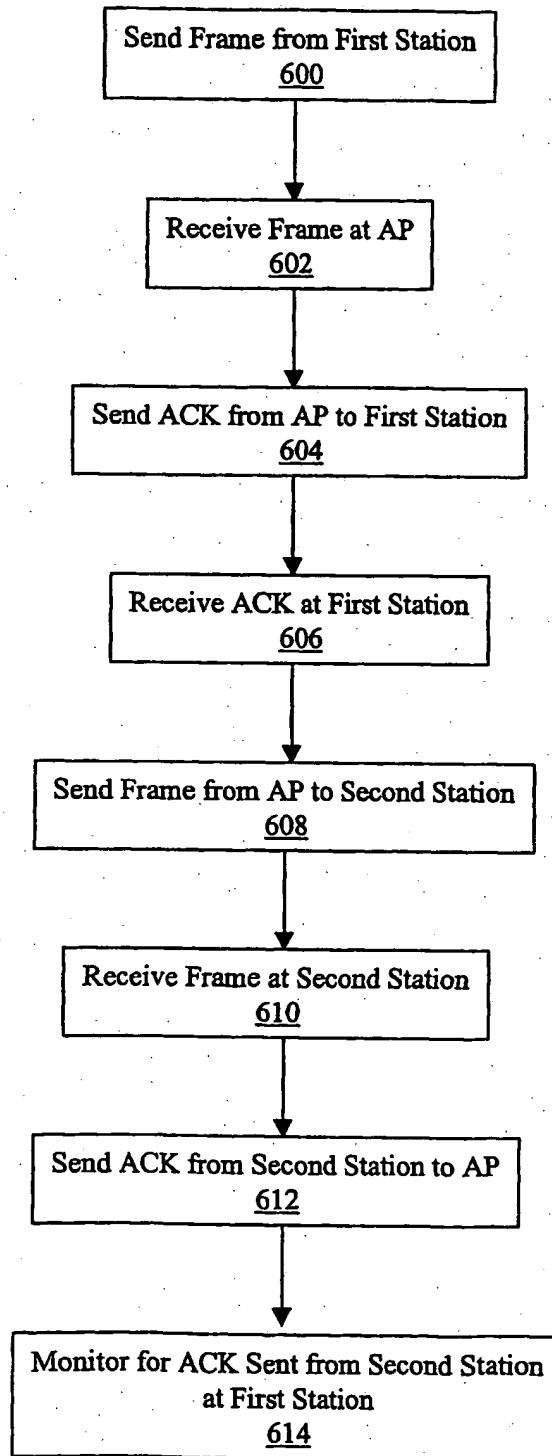 Send Frame from First Station
600
Receive Frame at AP
602
Send ACK from AP to First Station
604
Receive ACK at First Station
606
Send Frame from AP to Second Station
608
Receive Frame at Second Station
610
Send ACK from Second Station to AP
612
Monitor for ACK Sent from Second Station
at First Station
614